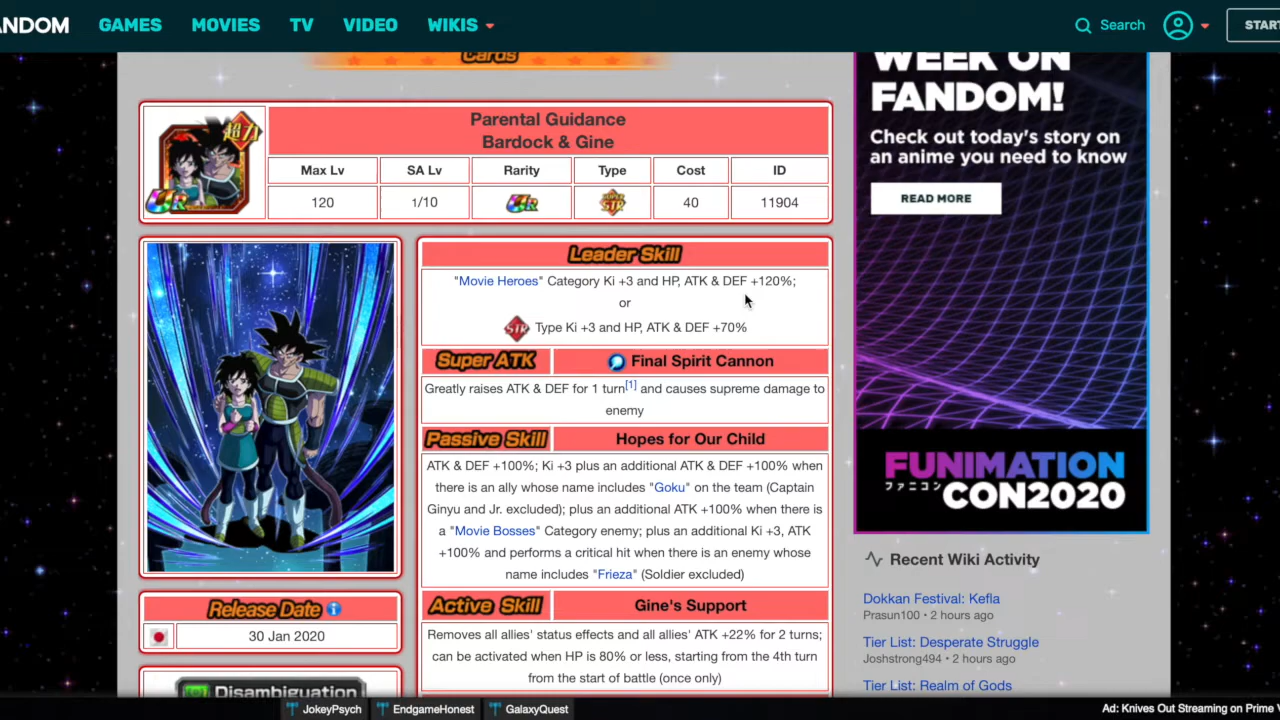 ANDOM GAMES MOVIES TV VIDEO WIKIS Search START
Cards
Parental Guidance
Bardock & Gine
Max Lv SA Lv Rarity Type Cost ID
120 1/10 UR SUPER STR 40 11904
超力
UR
Leader Skill
"Movie Heroes" Category Ki +3 and HP, ATK & DEF +120%;
or
STR Type Ki +3 and HP, ATK & DEF +70%
Super ATK Final Spirit Cannon
Greatly raises ATK & DEF for 1 turn[1] and causes supreme damage to
enemy
Passive Skill Hopes for Our Child
ATK & DEF +100%; Ki +3 plus an additional ATK & DEF +100% when
there is an ally whose name includes "Goku" on the team (Captain
Ginyu and Jr. excluded); plus an additional ATK +100% when there is
a "Movie Bosses" Category enemy; plus an additional Ki +3, ATK
+100% and performs a critical hit when there is an enemy whose
name includes "Frieza" (Soldier excluded)
Active Skill Gine's Support
Removes all allies' status effects and all allies' ATK +22% for 2 turns;
can be activated when HP is 80% or less, starting from the 4th turn
from the start of battle (once only)
Release Date
30 Jan 2020
Disambiguation
WEEK ON
FANDOM!
Check out today's story on
an anime you need to know
READ MORE
FUNIMATION
ファニコン CON2020
Recent Wiki Activity
Dokkan Festival: Kefla
Prasun100 • 2 hours ago
Tier List: Desperate Struggle
Joshstrong494 • 2 hours ago
Tier List: Realm of Gods
JokeyPsych EndgameHonest GalaxyQuest Ad: Knives Out Streaming on Prime V